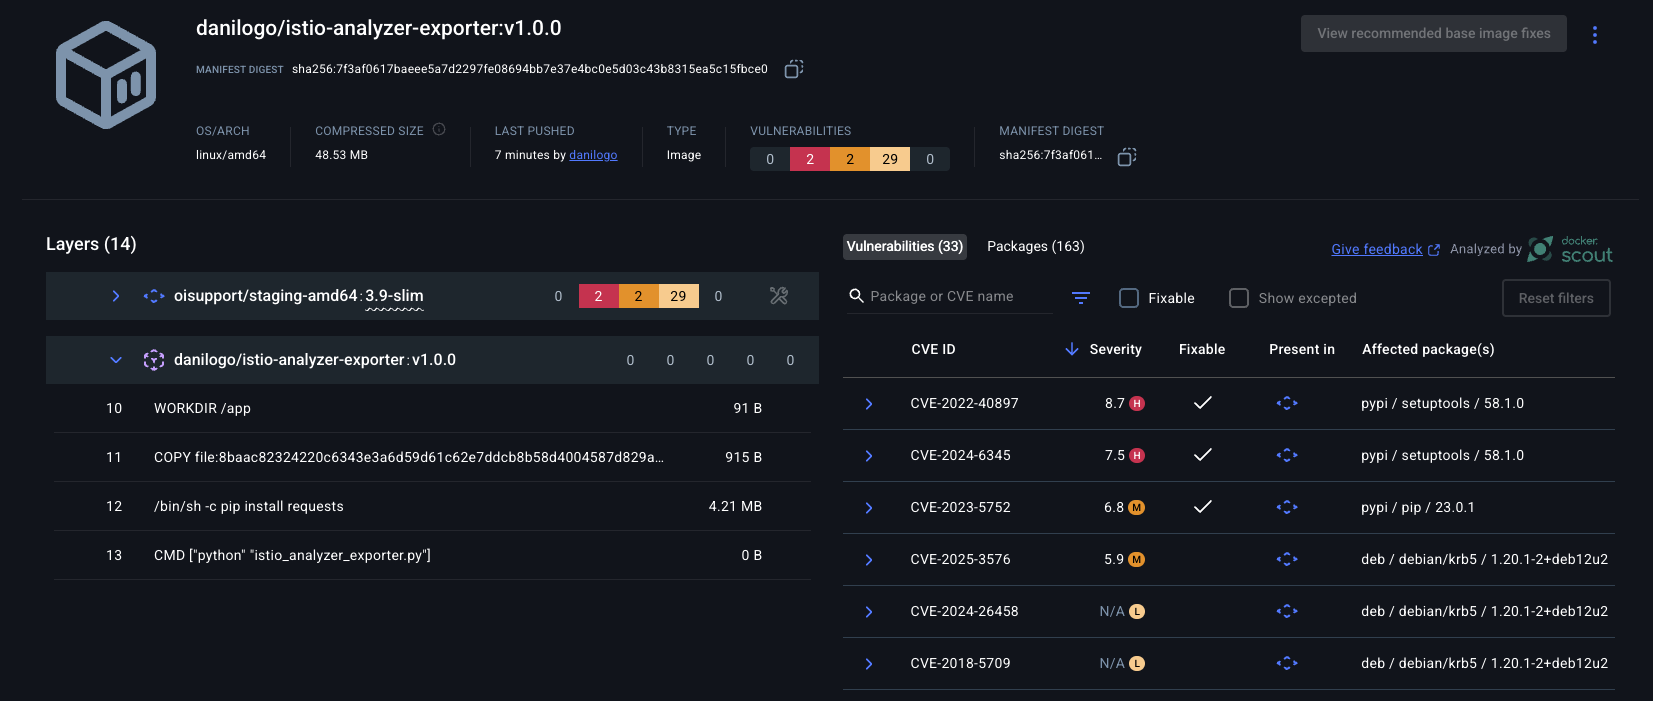 danilogo/istio-analyzer-exporter:v1.0.0
View recommended base image fixes
MANIFEST DIGEST sha256:7f3af0617baeee5a7d2297fe08694bb7e37e4bc0e5d03c43b8315ea5c15fbce0
OS/ARCH COMPRESSED SIZE LAST PUSHED TYPE VULNERABILITIES MANIFEST DIGEST
linux/amd64 48.53 MB 7 minutes by danilogo Image 0 2 2 29 0 sha256:7f3af061...
Layers (14)
oisupport/staging-amd64:3.9-slim 0 2 2 29 0
danilogo/istio-analyzer-exporter:v1.0.0 0 0 0 0 0
10 WORKDIR /app 91 B
11 COPY file:8baac82324220c6343e3a6d59d61c62e7ddcb8b58d4004587d829a... 915 B
12 /bin/sh -c pip install requests 4.21 MB
13 CMD ["python" "istio_analyzer_exporter.py"] 0 B
Vulnerabilities (33) Packages (163) Give feedback Analyzed by docker scout
Package or CVE name Fixable Show excepted Reset filters
CVE ID Severity Fixable Present in Affected package(s)
CVE-2022-40897 8.7 H pypi / setuptools / 58.1.0
CVE-2024-6345 7.5 H pypi / setuptools / 58.1.0
CVE-2023-5752 6.8 M pypi / pip / 23.0.1
CVE-2025-3576 5.9 M deb / debian/krb5 / 1.20.1-2+deb12u2
CVE-2024-26458 N/A L deb / debian/krb5 / 1.20.1-2+deb12u2
CVE-2018-5709 N/A L deb / debian/krb5 / 1.20.1-2+deb12u2